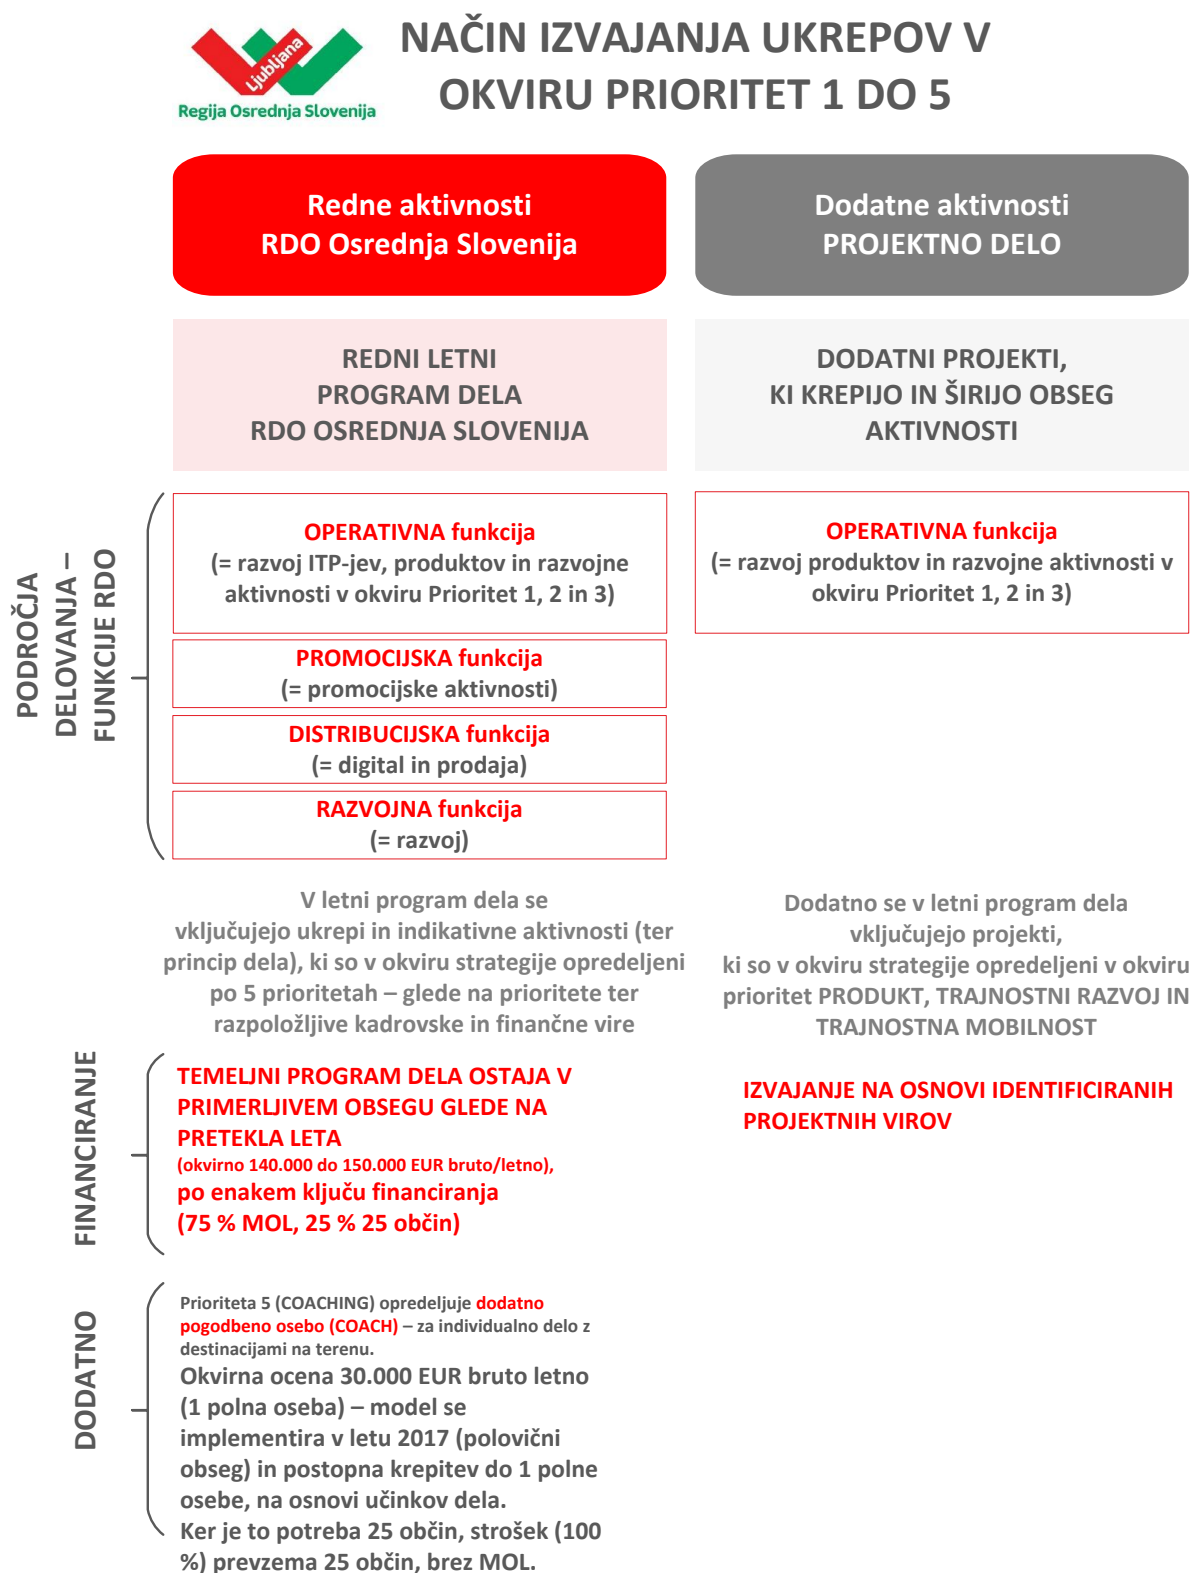 Ljubljana
Regija Osrednja Slovenija
NAČIN IZVAJANJA UKREPOV V
OKVIRU PRIORITET 1 DO 5
Redne aktivnosti
RDO Osrednja Slovenija
Dodatne aktivnosti
PROJEKTNO DELO
REDNI LETNI
PROGRAM DELA
RDO OSREDNJA SLOVENIJA
DODATNI PROJEKTI,
KI KREPIJO IN ŠIRIJO OBSEG
AKTIVNOSTI
PODROČJA
DELOVANJA –
FUNKCIJE RDO
OPERATIVNA funkcija
(= razvoj ITP-jev, produktov in razvojne
aktivnosti v okviru Prioritet 1, 2 in 3)
OPERATIVNA funkcija
(= razvoj produktov in razvojne aktivnosti v
okviru Prioritet 1, 2 in 3)
PROMOCIJSKA funkcija
(= promocijske aktivnosti)
DISTRIBUCIJSKA funkcija
(= digital in prodaja)
RAZVOJNA funkcija
(= razvoj)
V letni program dela se
vključujejo ukrepi in indikativne aktivnosti (ter
princip dela), ki so v okviru strategije opredeljeni
po 5 prioritetah – glede na prioritete ter
razpoložljive kadrovske in finančne vire
Dodatno se v letni program dela
vključujejo projekti,
ki so v okviru strategije opredeljeni v okviru
prioritet PRODUKT, TRAJNOSTNI RAZVOJ IN
TRAJNOSTNA MOBILNOST
FINANCIRANJE
TEMELJNI PROGRAM DELA OSTAJA V
PRIMERLJIVEM OBSEGU GLEDE NA
PRETEKLA LETA
(okvirno 140.000 do 150.000 EUR bruto/letno),
po enakem ključu financiranja
(75 % MOL, 25 % 25 občin)
IZVAJANJE NA OSNOVI IDENTIFICIRANIH
PROJEKTNIH VIROV
DODATNO
Prioriteta 5 (COACHING) opredeljuje dodatno
pogodbeno osebo (COACH) – za individualno delo z
destinacijami na terenu.
Okvirna ocena 30.000 EUR bruto letno
(1 polna oseba) – model se
implementira v letu 2017 (polovični
obseg) in postopna krepitev do 1 polne
osebe, na osnovi učinkov dela.
Ker je to potreba 25 občin, strošek (100
%) prevzema 25 občin, brez MOL.